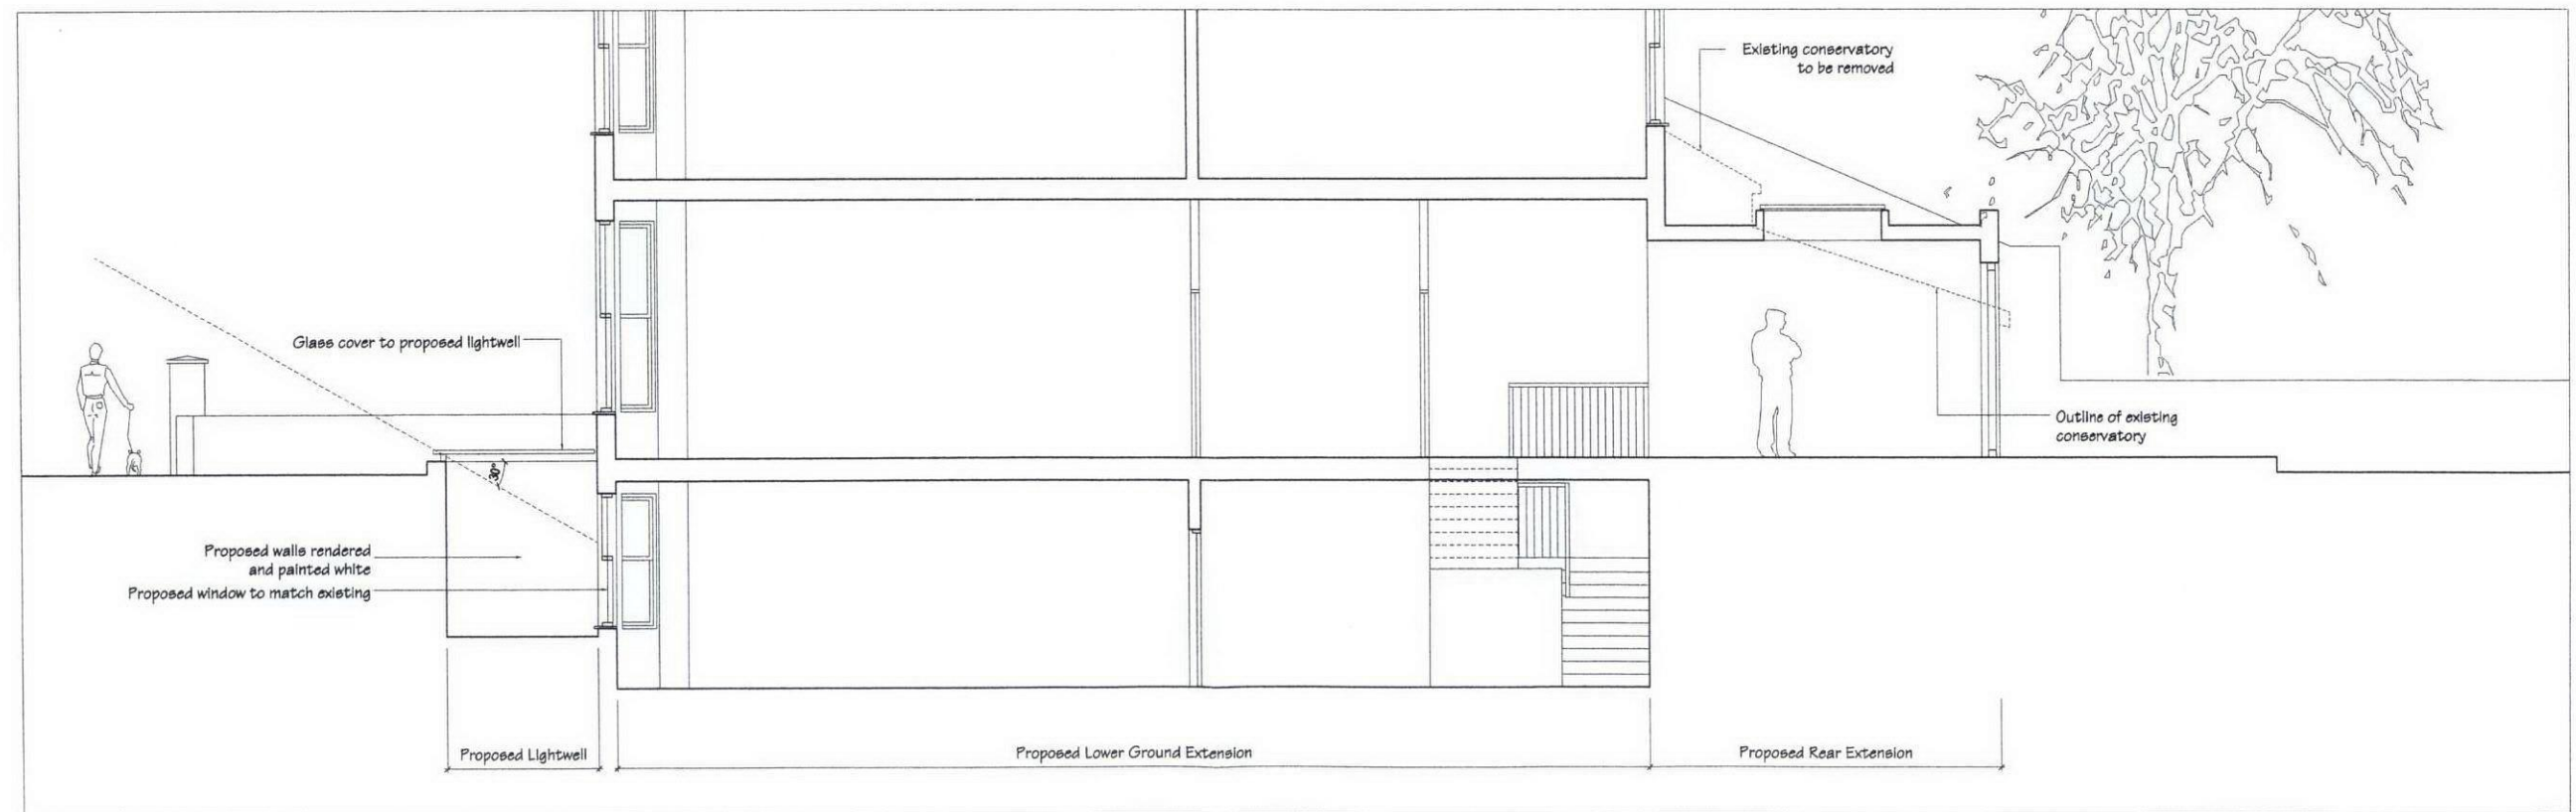 Existing conservatory
to be removed
Glass cover to proposed lightwell
30°
Outline of existing
conservatory
Proposed walls rendered
and painted white
Proposed window to match existing
Proposed Lightwell
Proposed Lower Ground Extension
Proposed Rear Extension